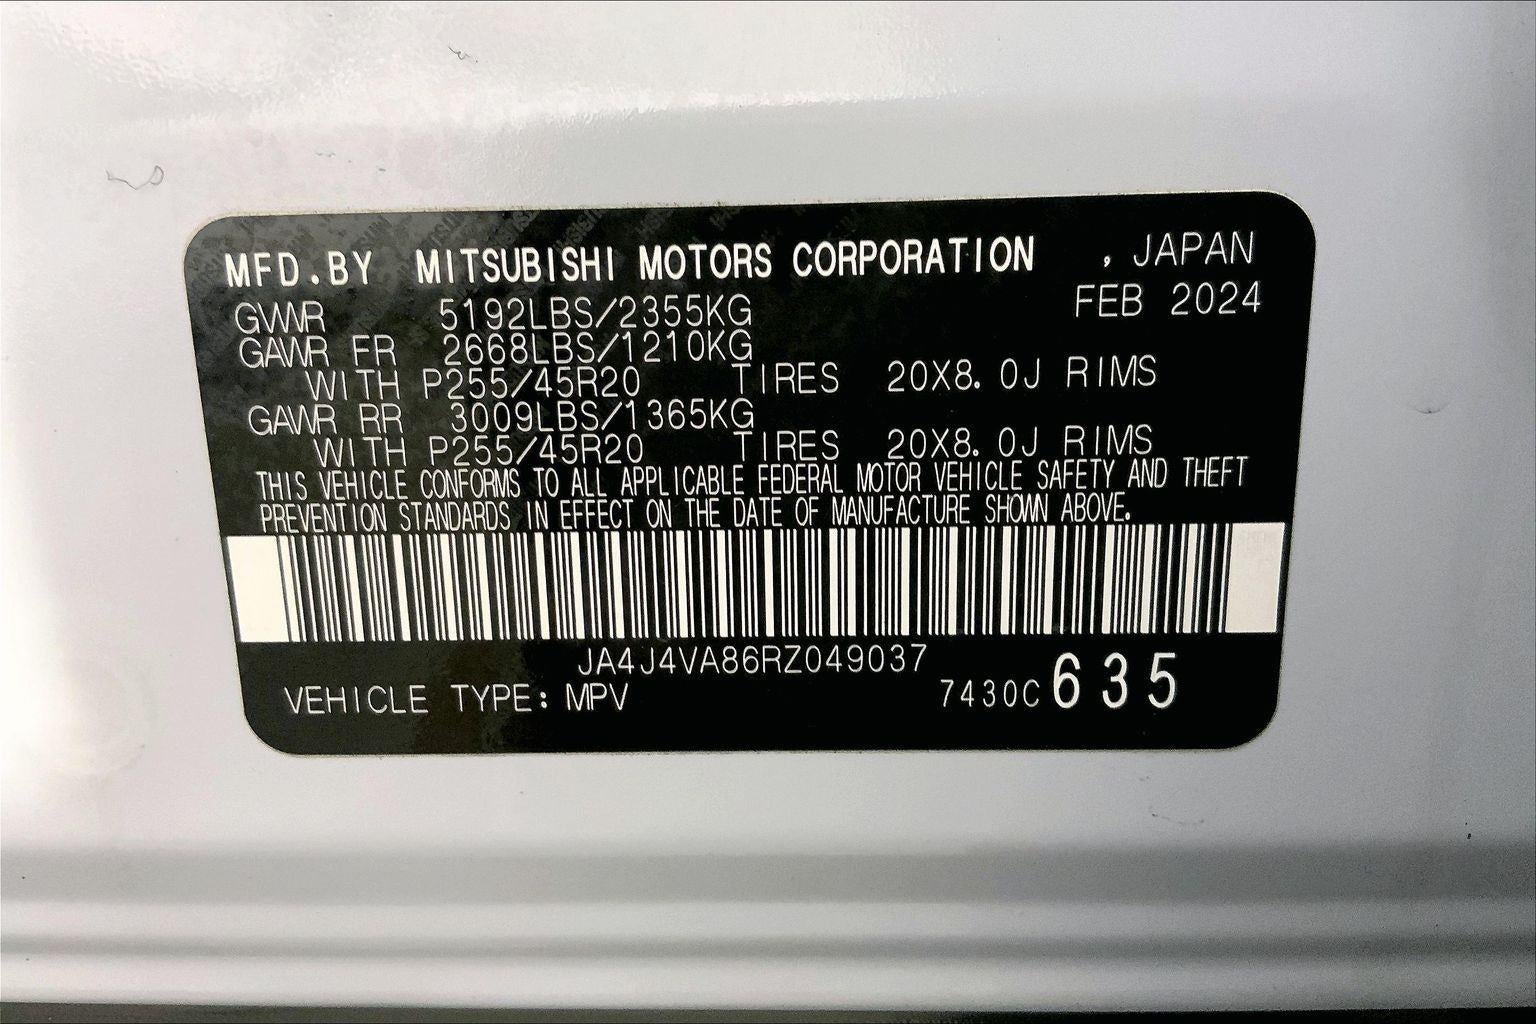 MFD.BY MITSUBISHI MOTORS CORPORATION , JAPAN
GVWR 5192LBS/2355KG FEB 2024
GAWR FR 2668LBS/1210KG
WITH P255/45R20 TIRES 20X8.0J RIMS
GAWR RR 3009LBS/1365KG
WITH P255/45R20 TIRES 20X8.0J RIMS
THIS VEHICLE CONFORMS TO ALL APPLICABLE FEDERAL MOTOR VEHICLE SAFETY AND THEFT
PREVENTION STANDARDS IN EFFECT ON THE DATE OF MANUFACTURE SHOWN ABOVE.
JA4J4VA86RZ049037
VEHICLE TYPE: MPV 7430C 635